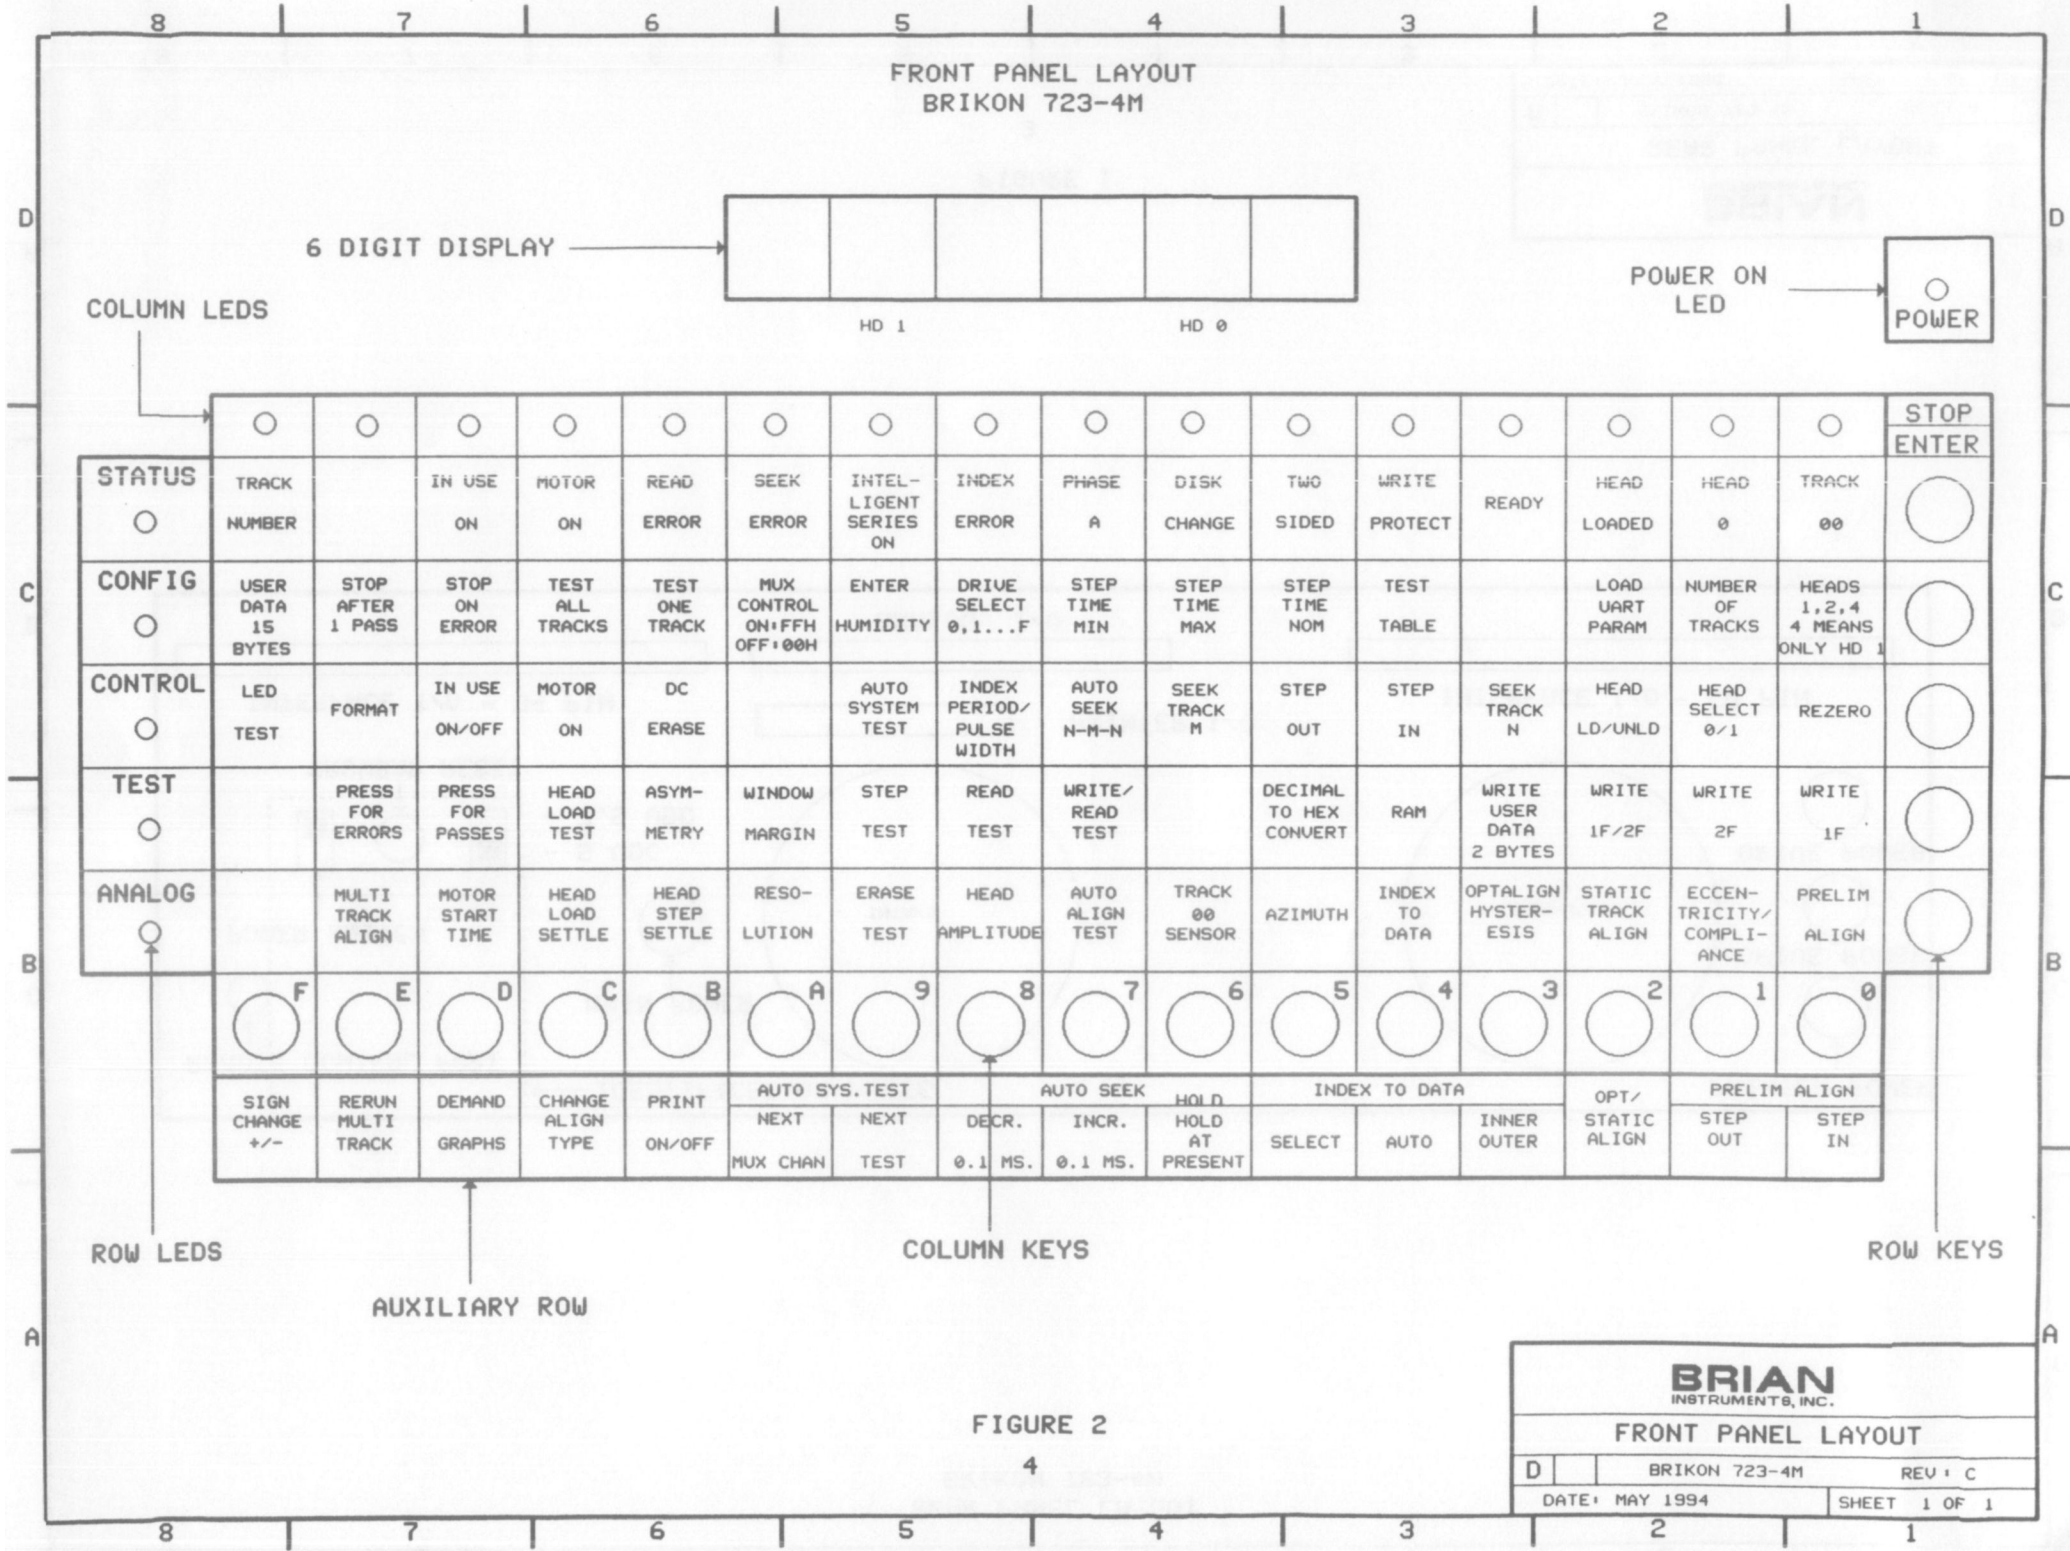 8 7 6 5 4 3 2 1
FRONT PANEL LAYOUT
BRIKON 723-4M
D D
6 DIGIT DISPLAY
HD 1 HD 0
POWER ON
LED
POWER
COLUMN LEDS
STOP
ENTER
STATUS
TRACK
NUMBER
IN USE
ON
MOTOR
ON
READ
ERROR
SEEK
ERROR
INTEL-
LIGENT
SERIES
ON
INDEX
ERROR
PHASE
A
DISK
CHANGE
TWO
SIDED
WRITE
PROTECT
READY
HEAD
LOADED
HEAD
0
TRACK
00
C C
CONFIG
USER
DATA
15
BYTES
STOP
AFTER
1 PASS
STOP
ON
ERROR
TEST
ALL
TRACKS
TEST
ONE
TRACK
MUX
CONTROL
ON:FFH
OFF:00H
ENTER
HUMIDITY
DRIVE
SELECT
0,1...F
STEP
TIME
MIN
STEP
TIME
MAX
STEP
TIME
NOM
TEST
TABLE
LOAD
UART
PARAM
NUMBER
OF
TRACKS
HEADS
1,2,4
4 MEANS
ONLY HD 1
CONTROL
LED
TEST
FORMAT
IN USE
ON/OFF
MOTOR
ON
DC
ERASE
AUTO
SYSTEM
TEST
INDEX
PERIOD/
PULSE
WIDTH
AUTO
SEEK
N-M-N
SEEK
TRACK
M
STEP
OUT
STEP
IN
SEEK
TRACK
N
HEAD
LD/UNLD
HEAD
SELECT
0/1
REZERO
TEST
PRESS
FOR
ERRORS
PRESS
FOR
PASSES
HEAD
LOAD
TEST
ASYM-
METRY
WINDOW
MARGIN
STEP
TEST
READ
TEST
WRITE/
READ
TEST
DECIMAL
TO HEX
CONVERT
RAM
WRITE
USER
DATA
2 BYTES
WRITE
1F/2F
WRITE
2F
WRITE
1F
ANALOG
MULTI
TRACK
ALIGN
MOTOR
START
TIME
HEAD
LOAD
SETTLE
HEAD
STEP
SETTLE
RESO-
LUTION
ERASE
TEST
HEAD
AMPLITUDE
AUTO
ALIGN
TEST
TRACK
00
SENSOR
AZIMUTH
INDEX
TO
DATA
OPTALIGN
HYSTER-
ESIS
STATIC
TRACK
ALIGN
ECCEN-
TRICITY/
COMPLI-
ANCE
PRELIM
ALIGN
B B
F E D C B A 9 8 7 6 5 4 3 2 1 0
SIGN
CHANGE
+/-
RERUN
MULTI
TRACK
DEMAND
GRAPHS
CHANGE
ALIGN
TYPE
PRINT
ON/OFF
AUTO SYS.TEST
NEXT
MUX CHAN
NEXT
TEST
AUTO SEEK
DECR.
0.1 MS.
INCR.
0.1 MS.
HOLD
HOLD
AT
PRESENT
INDEX TO DATA
SELECT
AUTO
INNER
OUTER
OPT/
STATIC
ALIGN
PRELIM ALIGN
STEP
OUT
STEP
IN
ROW LEDS
COLUMN KEYS
ROW KEYS
AUXILIARY ROW
A A
FIGURE 2
4
BRIAN
INSTRUMENTS, INC.
FRONT PANEL LAYOUT
D BRIKON 723-4M REV: C
DATE: MAY 1994 SHEET 1 OF 1
8 7 6 5 4 3 2 1